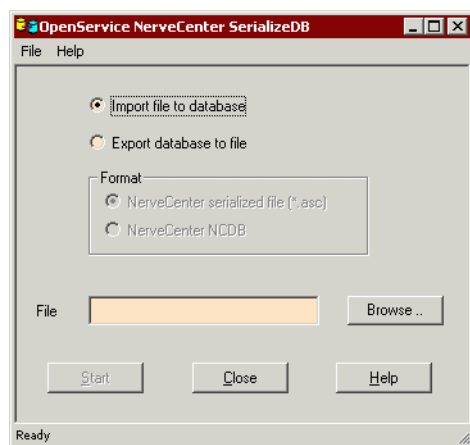 OpenService NerveCenter SerializeDB
File Help
Import file to database
Export database to file
Format
NerveCenter serialized file (*.asc)
NerveCenter NCDB
File
Browse ..
Start Close Help
Ready